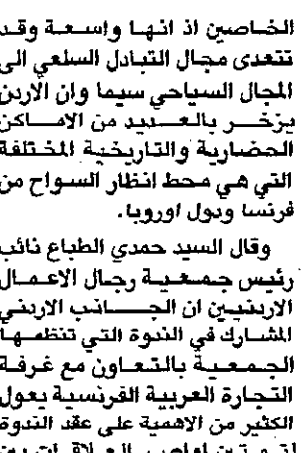 الخاصين اذ انها واسعة وقد
تتعدى مجال التبادل السلعي الى
المجال السياحي سيما وان الاردن
يزخر بالعديد من الاماكن
الحضارية والتاريخية المختلفة
التي هي محط انظار السواح من
فرنسا ودول اوروبا.
وقال السيد حمدي الطباع نائب
رئيس جمعية رجال الاعمال
الاردنيين ان الجانب الاردني
المشارك في الندوة التي تنظمها
الجمعية بالتعاون مع غرفة
التجارة العربية الفرنسية يعول
الكثير من الاهمية على عقد الندوة